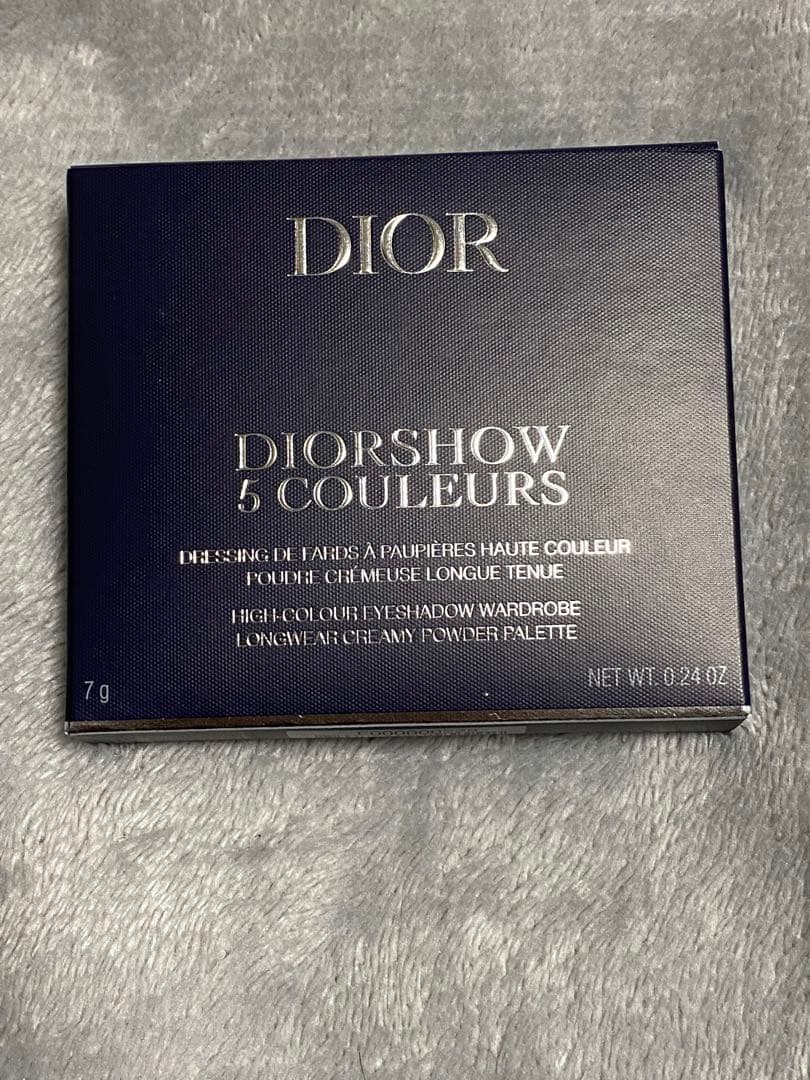 DIOR
DIORSHOW
5 COULEURS
DRESSING DE FARDS À PAUPIÈRES HAUTE COULEUR
POUDRE CRÉMEUSE LONGUE TENUE
HIGH-COLOUR EYESHADOW WARDROBE
LONGWEAR CREAMY POWDER PALETTE
7 g
NET WT. 0.24 OZ